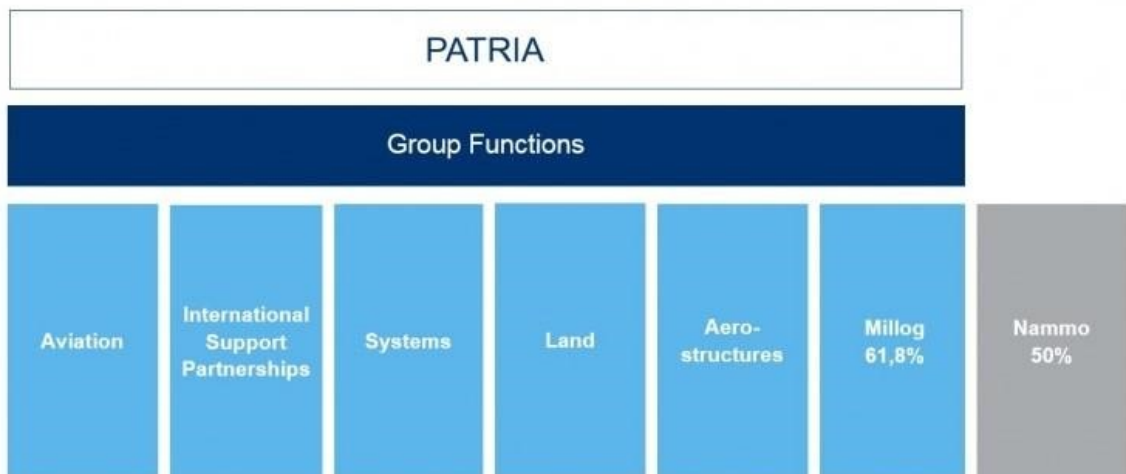 PATRIA
Group Functions
Aviation
International
Support
Partnerships
Systems
Land
Aero-
structures
Millog
61,8%
Nammo
50%